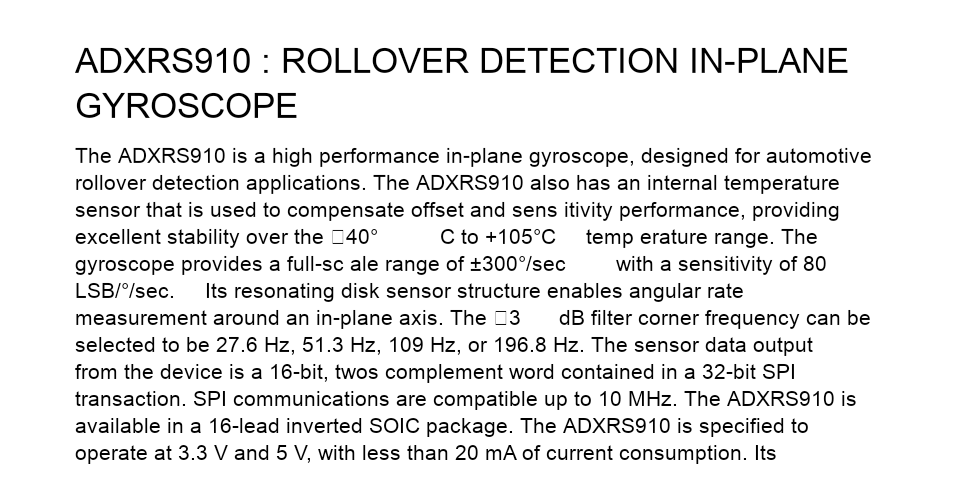 ADXRS910 : ROLLOVER DETECTION IN-PLANE
GYROSCOPE
The ADXRS910 is a high performance in-plane gyroscope, designed for automotive
rollover detection applications. The ADXRS910 also has an internal temperature
sensor that is used to compensate offset and sens itivity performance, providing
excellent stability over the □40° C to +105°C temp erature range. The
gyroscope provides a full-sc ale range of ±300°/sec with a sensitivity of 80
LSB/°/sec. Its resonating disk sensor structure enables angular rate
measurement around an in-plane axis. The □3 dB filter corner frequency can be
selected to be 27.6 Hz, 51.3 Hz, 109 Hz, or 196.8 Hz. The sensor data output
from the device is a 16-bit, twos complement word contained in a 32-bit SPI
transaction. SPI communications are compatible up to 10 MHz. The ADXRS910 is
available in a 16-lead inverted SOIC package. The ADXRS910 is specified to
operate at 3.3 V and 5 V, with less than 20 mA of current consumption. Its